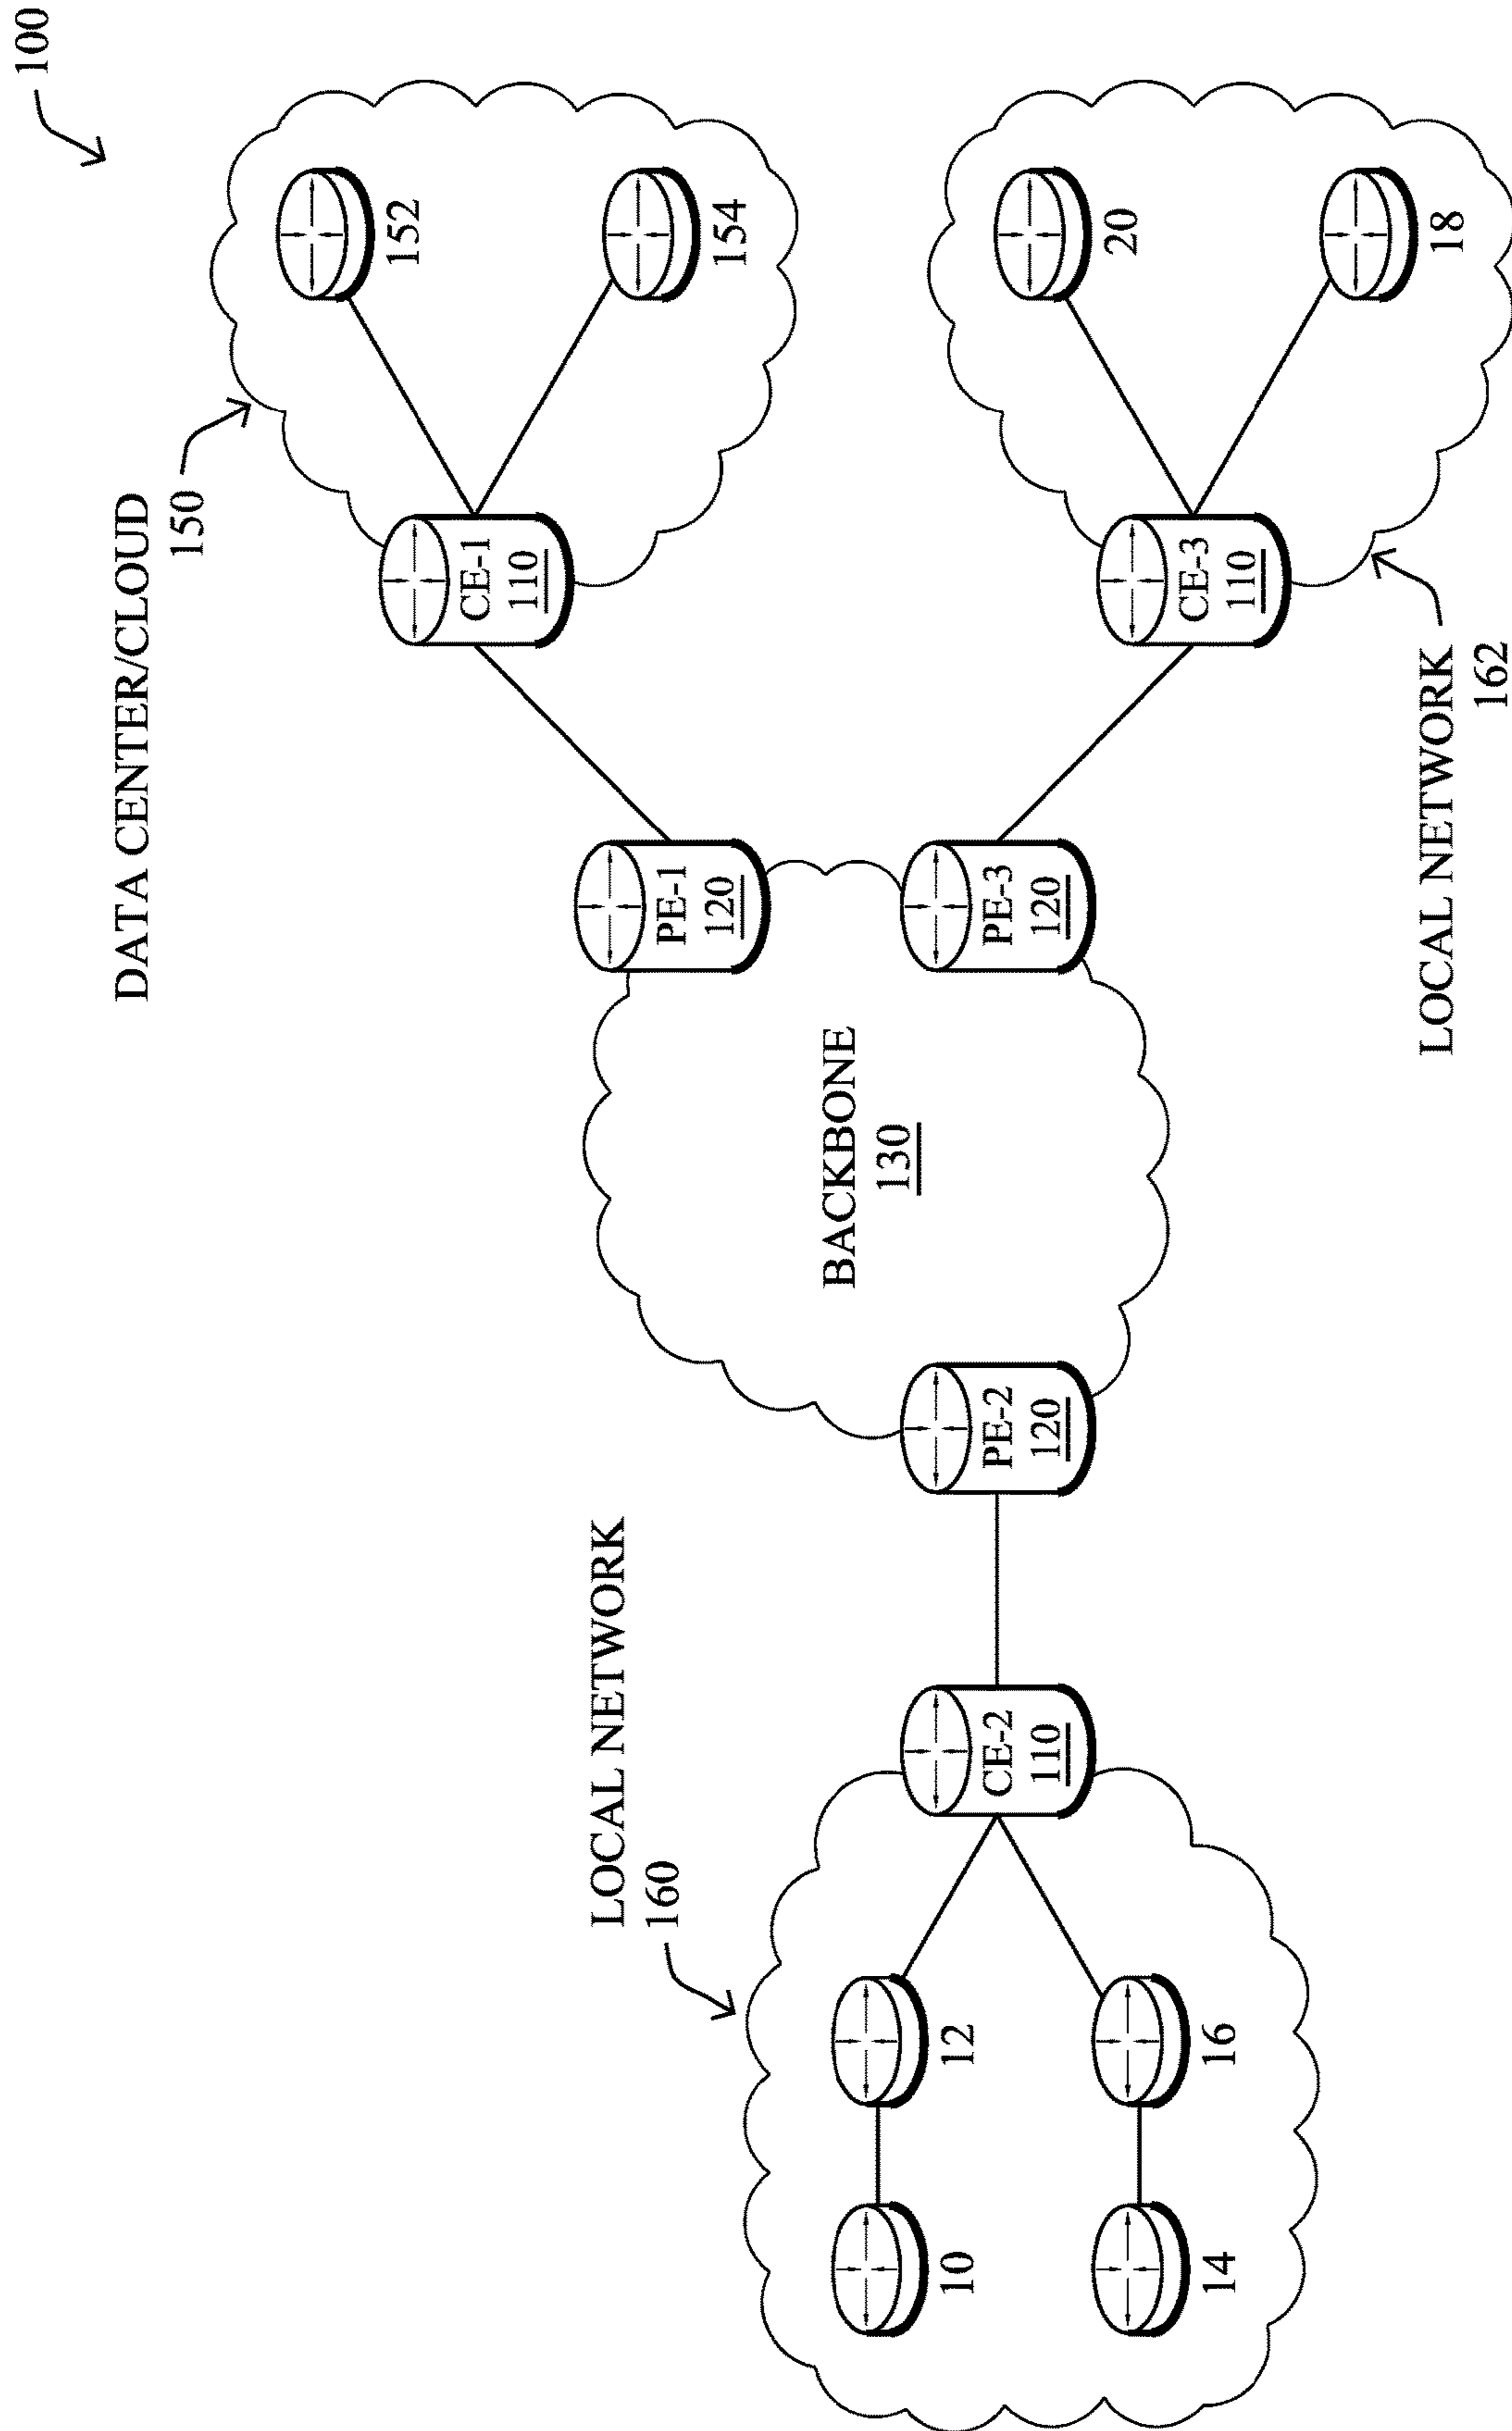 100
DATA CENTER/CLOUD
150
152
154
CE-1
110
PE-1
120
LOCAL NETWORK
160
BACKBONE
130
10
12
14
16
CE-2
110
PE-2
120
PE-3
120
CE-3
110
20
18
LOCAL NETWORK
162